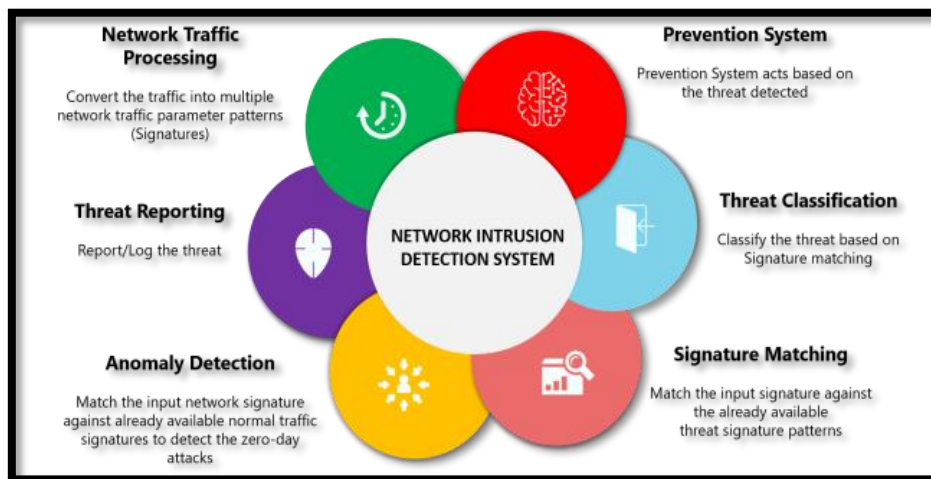 Network Traffic
Processing
Convert the traffic into multiple
network traffic parameter patterns
(Signatures)
Prevention System
Prevention System acts based on
the threat detected
Threat Reporting
Report/Log the threat
NETWORK INTRUSION
DETECTION SYSTEM
Threat Classification
Classify the threat based on
Signature matching
Anomaly Detection
Match the input network signature
against already available normal traffic
signatures to detect the zero-day
attacks
Signature Matching
Match the input signature against
the already available
threat signature patterns